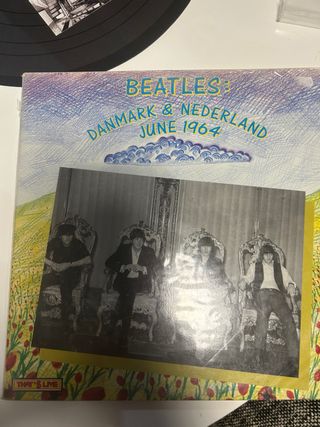 BEATLES:
DANMARK & NEDERLAND
JUNE 1964
THAT'S LIVE